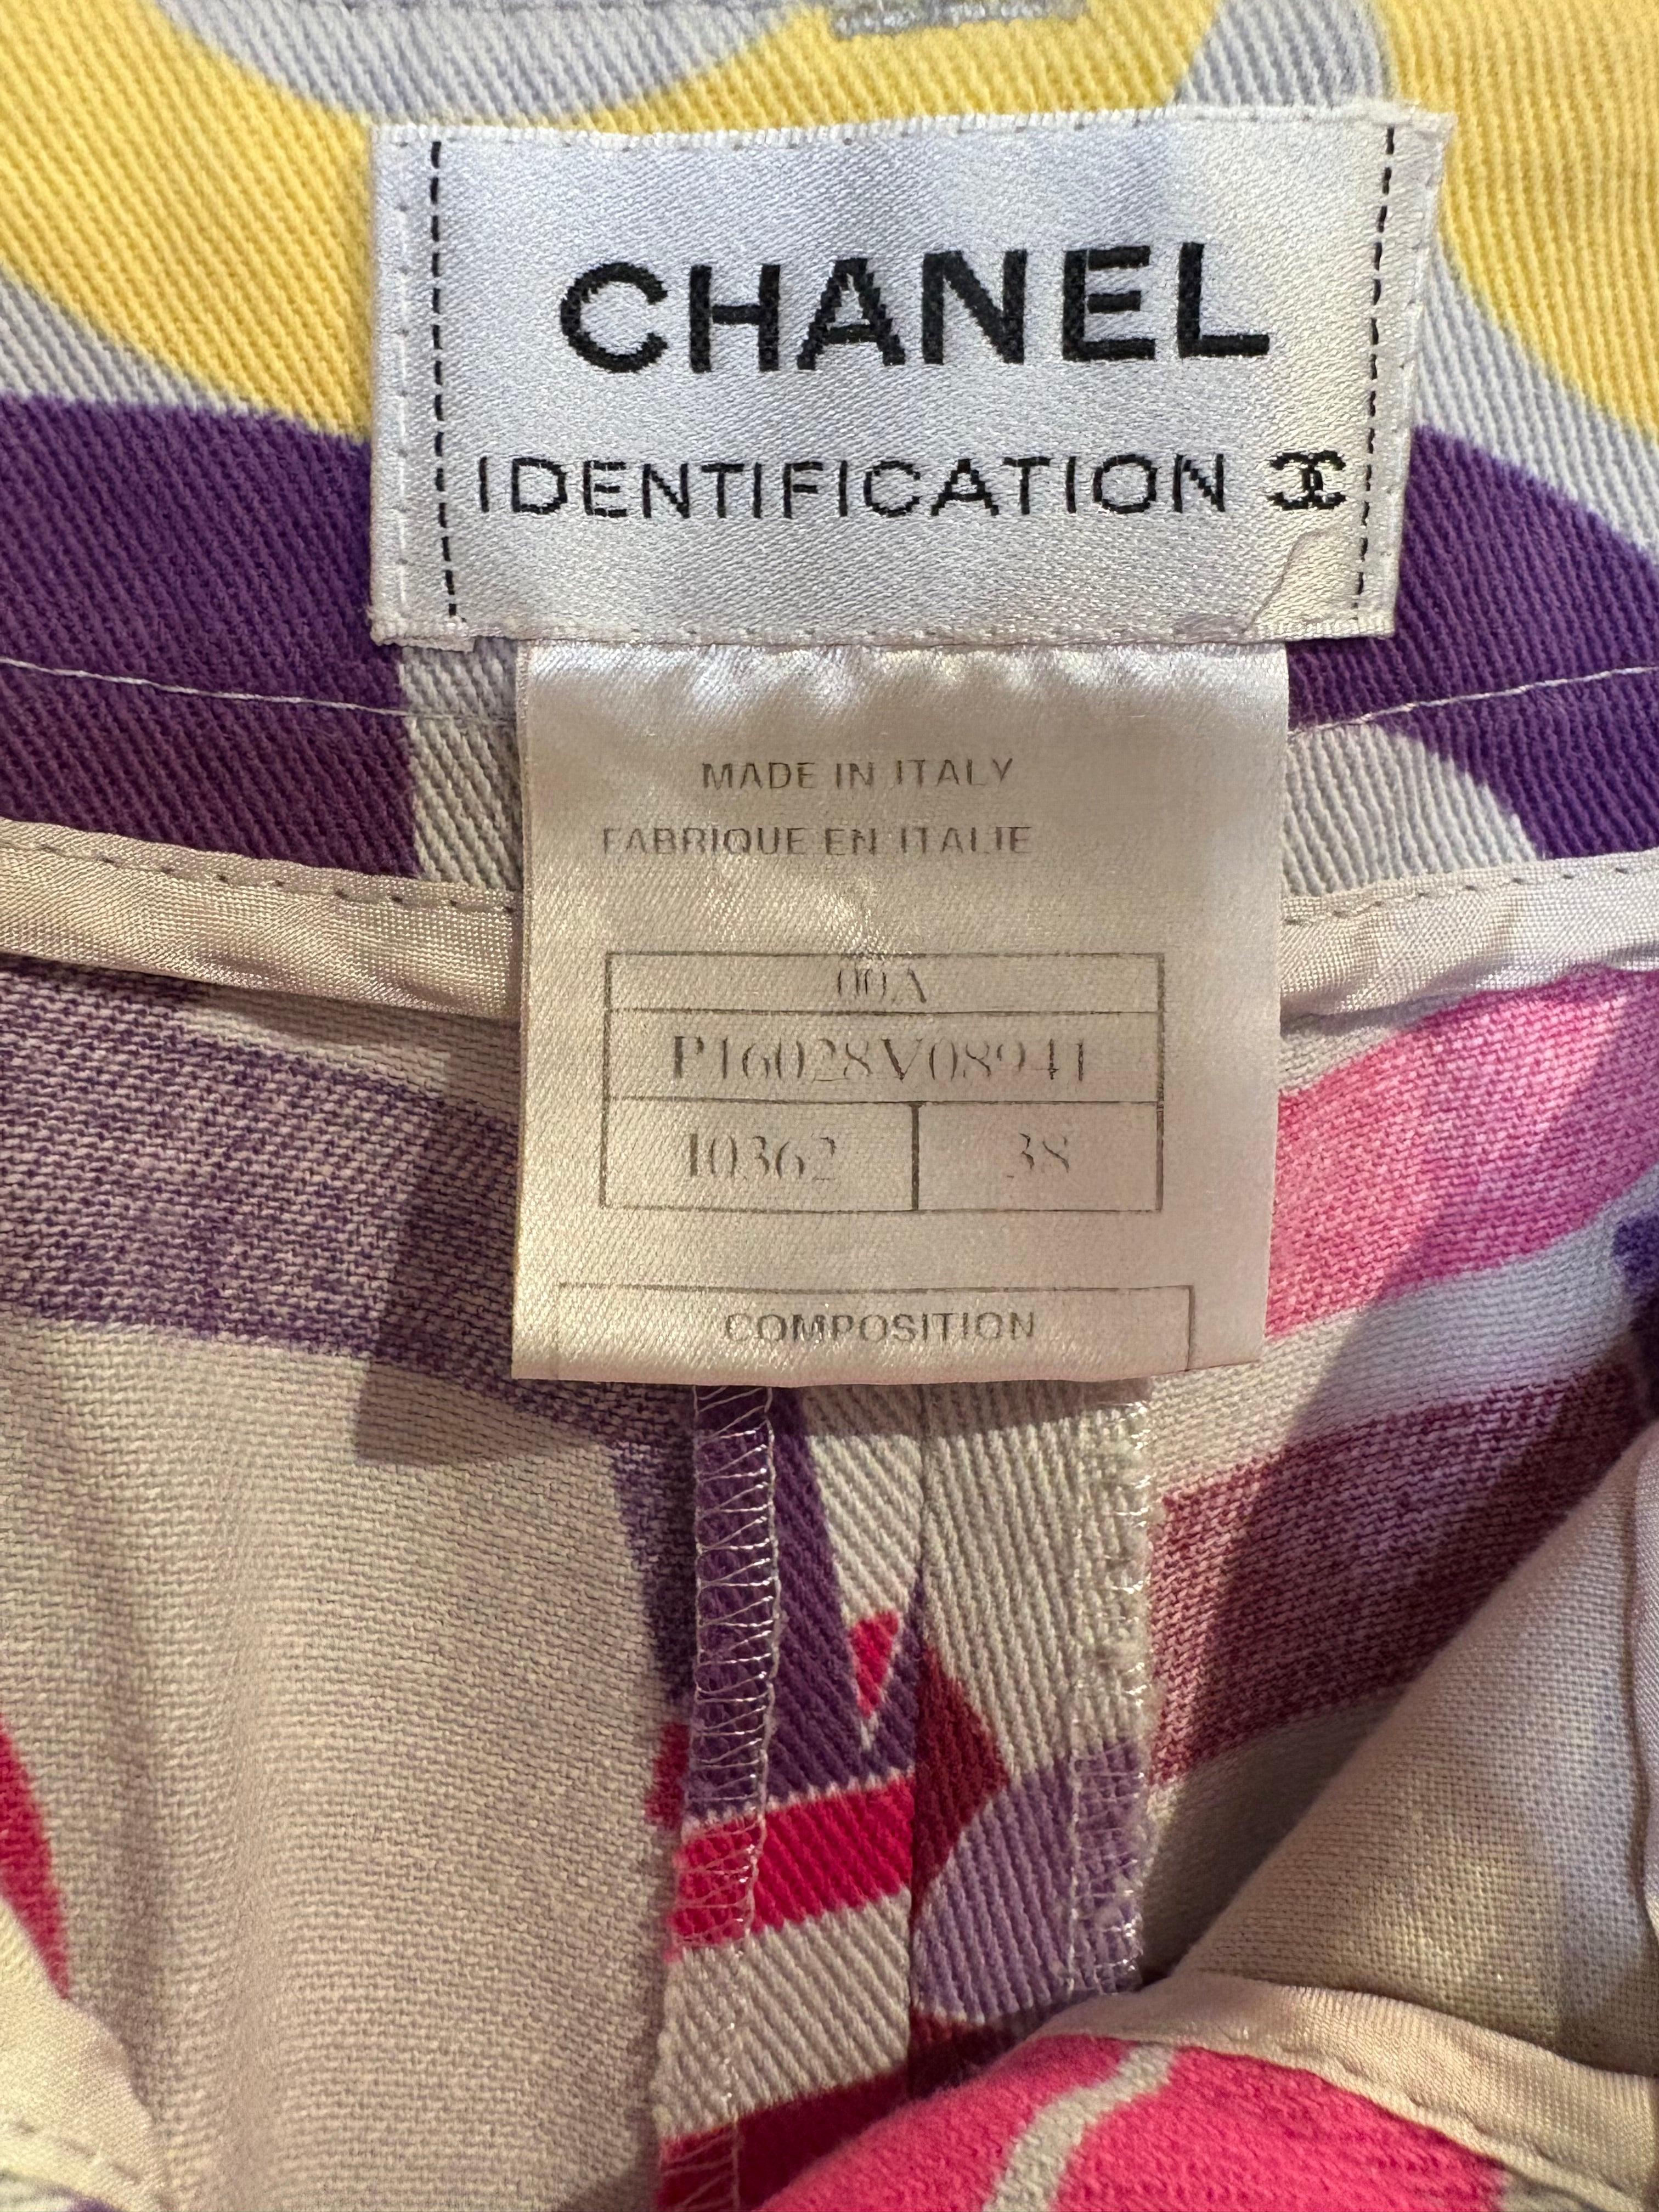 CHANEL
IDENTIFICATION
MADE IN ITALY
FABRIQUE EN ITALIE
00A
P16028V08941
10362 38
COMPOSITION